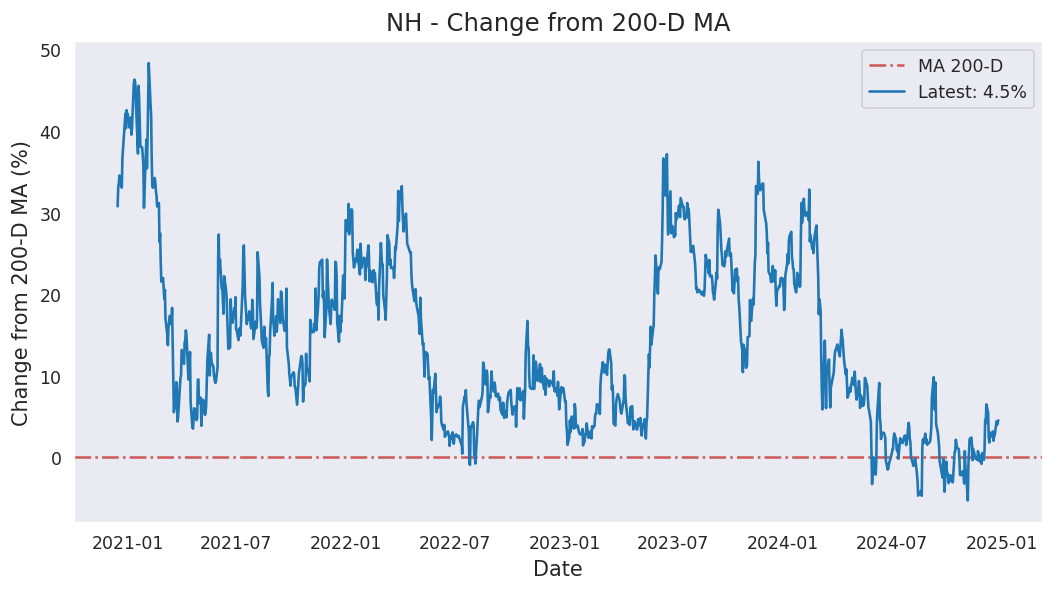 NH - Change from 200-D MA
50
40
30
20
10
0
Change from 200-D MA (%)
MA 200-D
Latest: 4.5%
2021-01 2021-07 2022-01 2022-07 2023-01 2023-07 2024-01 2024-07 2025-01
Date